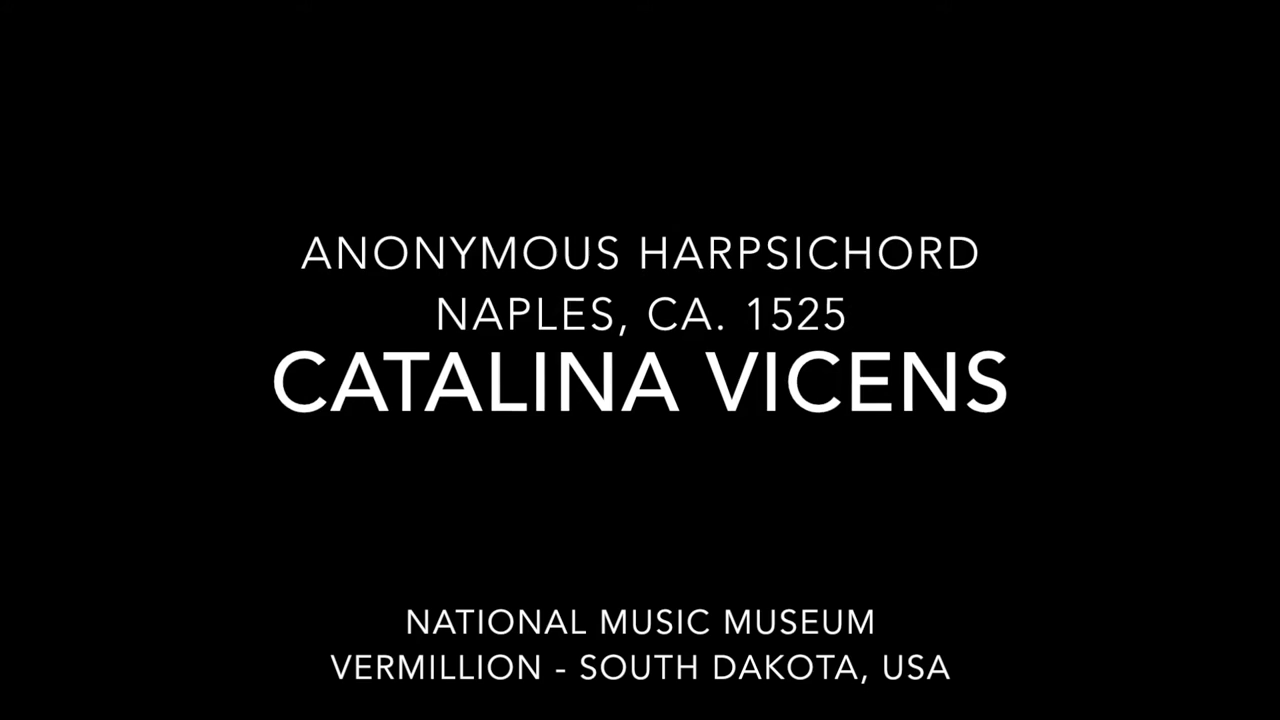 ANONYMOUS HARPSICHORD
NAPLES, CA. 1525
CATALINA VICENS
NATIONAL MUSIC MUSEUM
VERMILLION - SOUTH DAKOTA, USA